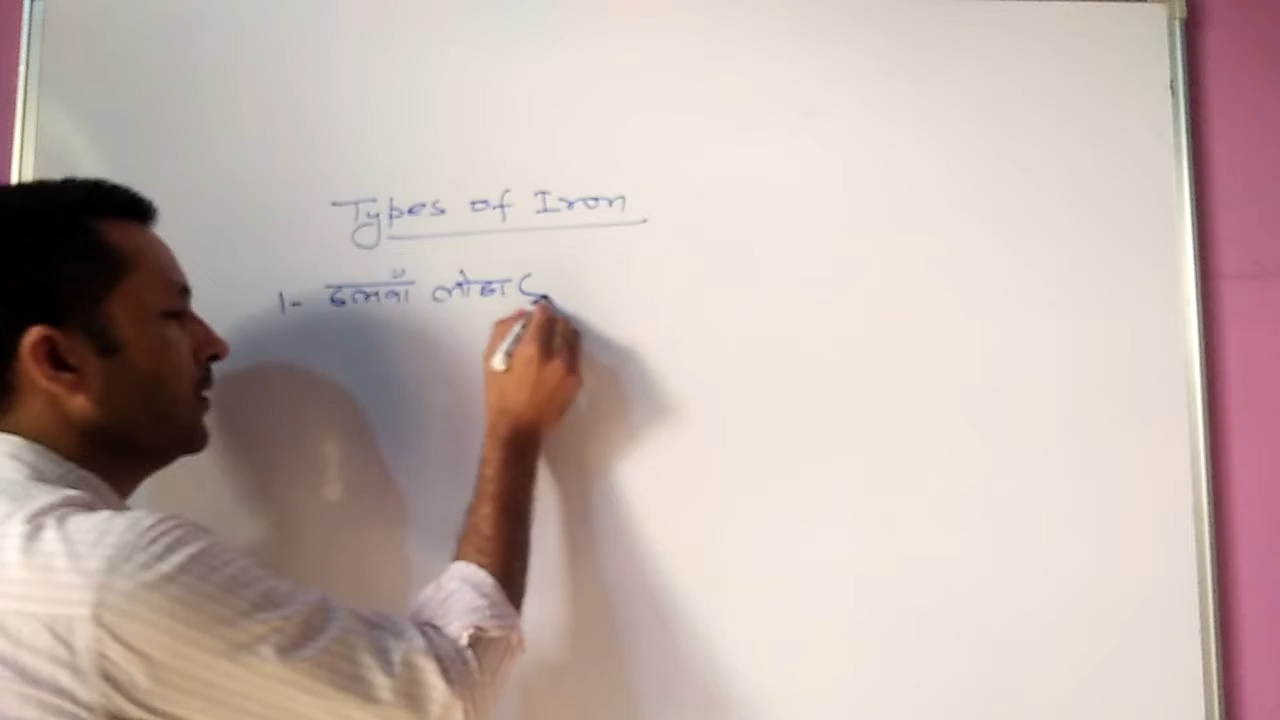 Types of Iron
1- ढलवाँ लोहा (